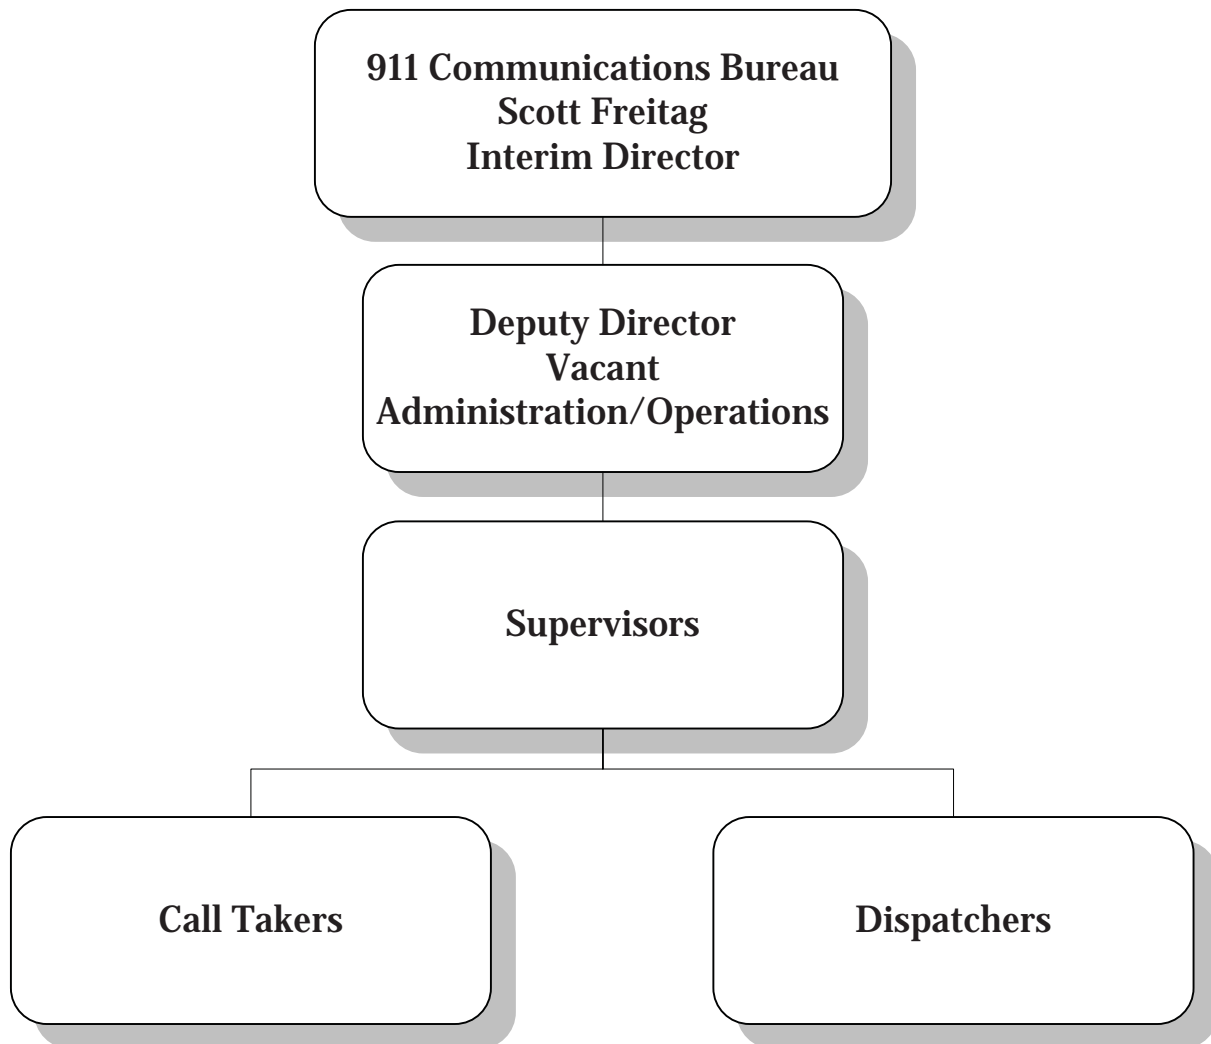 911 Communications Bureau
Scott Freitag
Interim Director
Deputy Director
Vacant
Administration/Operations
Supervisors
Call Takers
Dispatchers